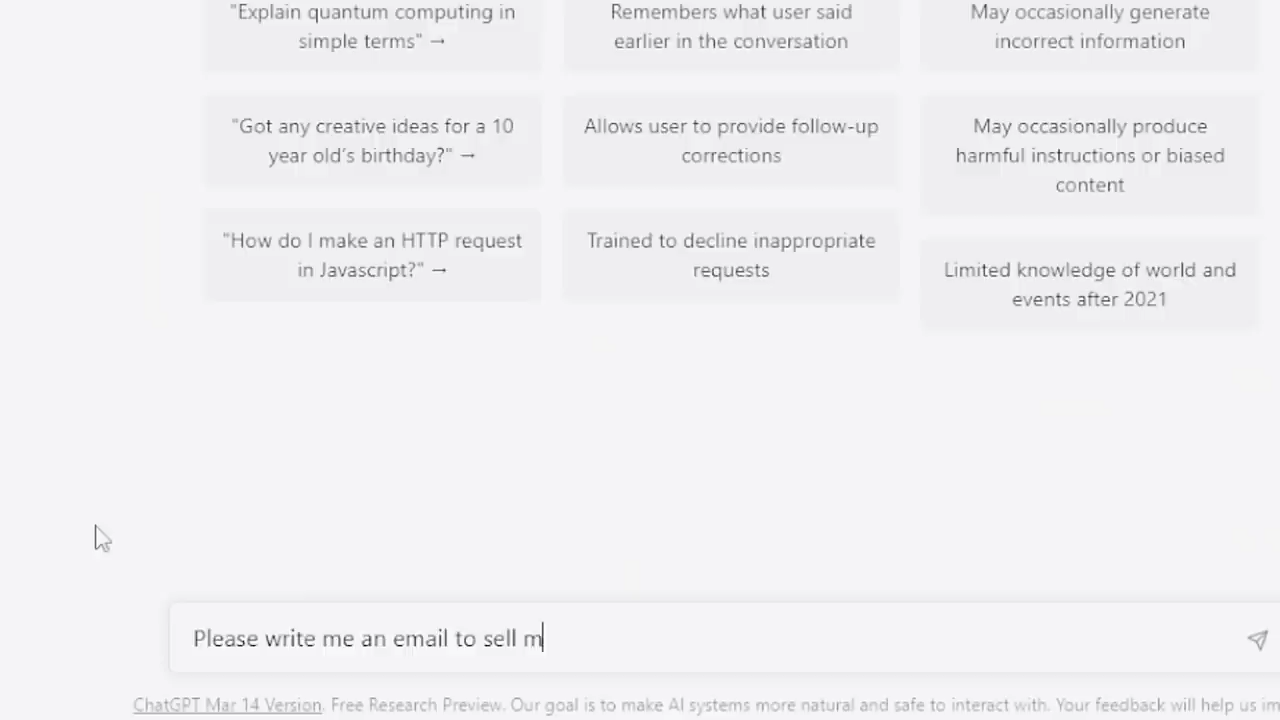 "Explain quantum computing in
simple terms" →
"Got any creative ideas for a 10
year old's birthday?" →
"How do I make an HTTP request
in Javascript?" →
Remembers what user said
earlier in the conversation
Allows user to provide follow-up
corrections
Trained to decline inappropriate
requests
May occasionally generate
incorrect information
May occasionally produce
harmful instructions or biased
content
Limited knowledge of world and
events after 2021
Please write me an email to sell m
ChatGPT Mar 14 Version. Free Research Preview. Our goal is to make AI systems more natural and safe to interact with. Your feedback will help us im